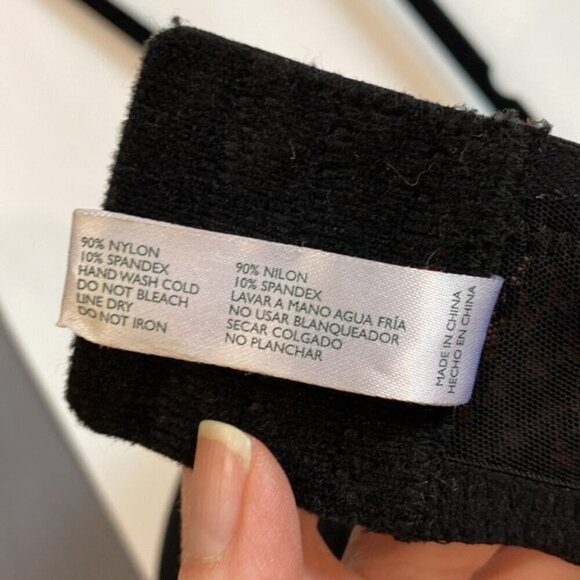 90% NYLON
10% SPANDEX
HAND WASH COLD
DO NOT BLEACH
LINE DRY
DO NOT IRON
90% NILON
10% SPANDEX
LAVAR A MANO AGUA FRÍA
NO USAR BLANQUEADOR
SECAR COLGADO
NO PLANCHAR
MADE IN CHINA
HECHO EN CHINA